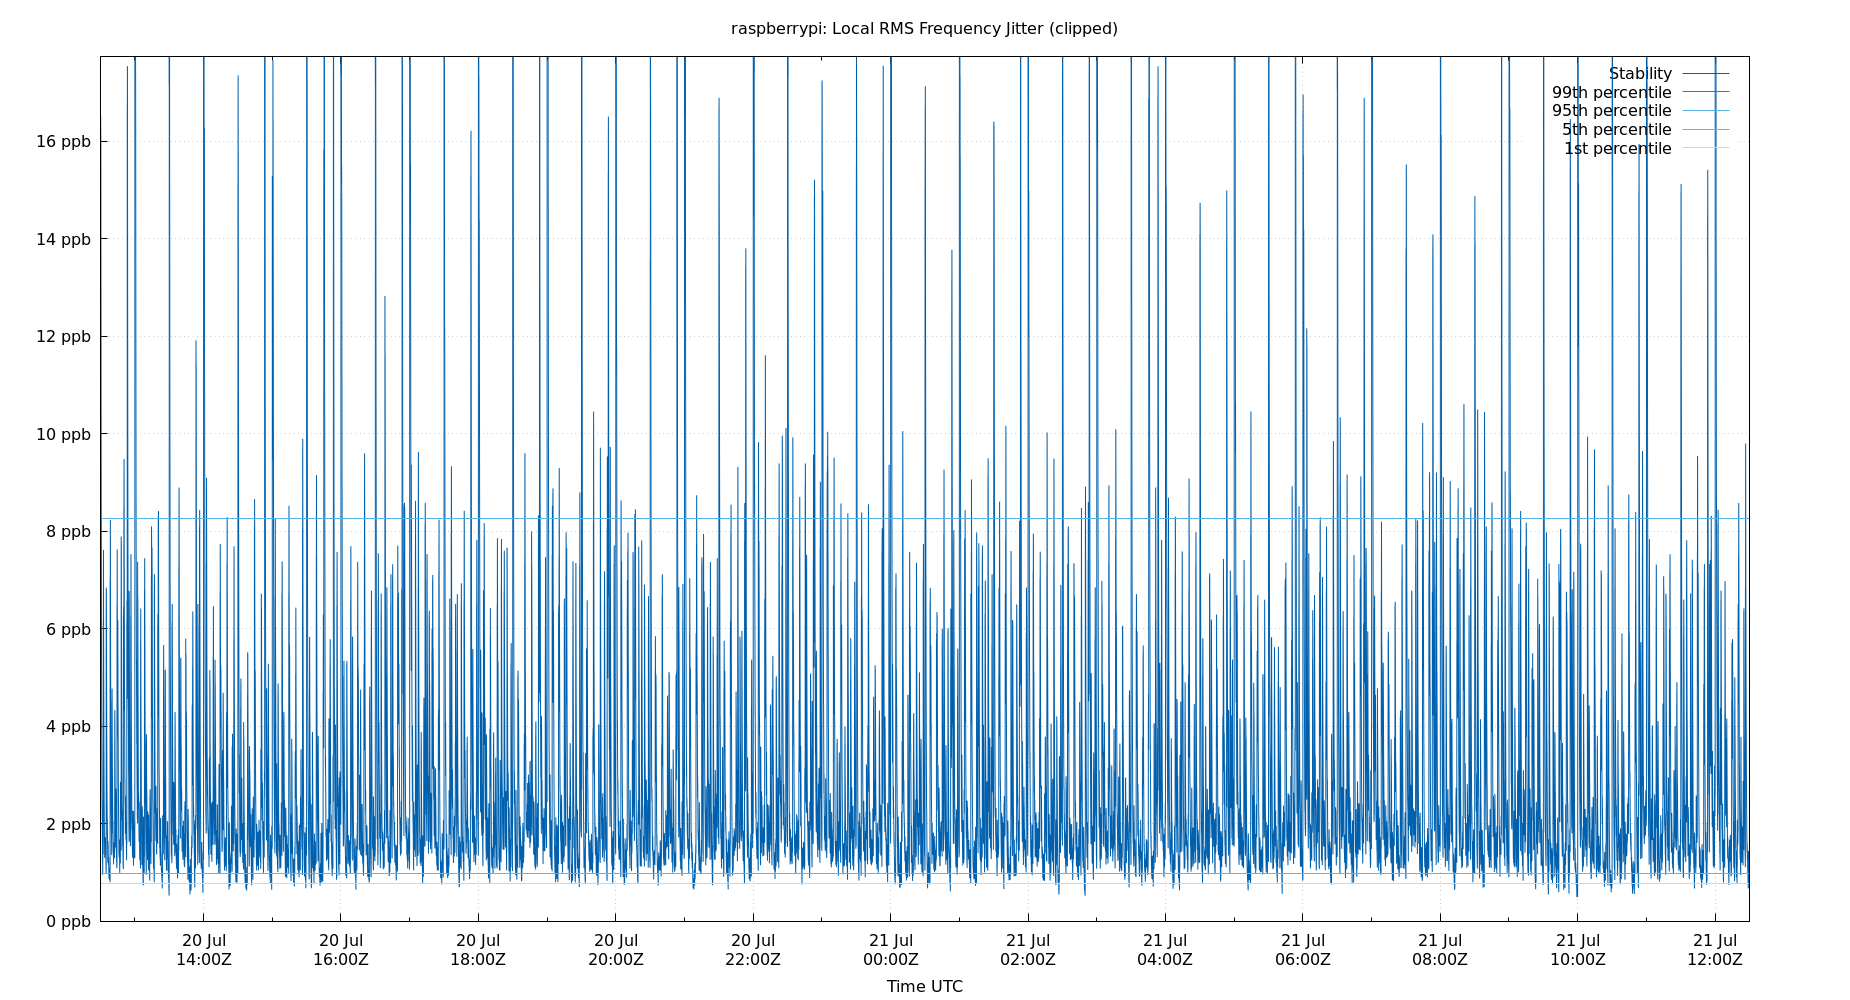 raspberrypi: Local RMS Frequency Jitter (clipped)
Stability
99th percentile
95th percentile
5th percentile
1st percentile
16 ppb
14 ppb
12 ppb
10 ppb
8 ppb
6 ppb
4 ppb
2 ppb
0 ppb
20 Jul 20 Jul 20 Jul 20 Jul 20 Jul 21 Jul 21 Jul 21 Jul 21 Jul 21 Jul 21 Jul 21 Jul
14:00Z 16:00Z 18:00Z 20:00Z 22:00Z 00:00Z 02:00Z 04:00Z 06:00Z 08:00Z 10:00Z 12:00Z
Time UTC